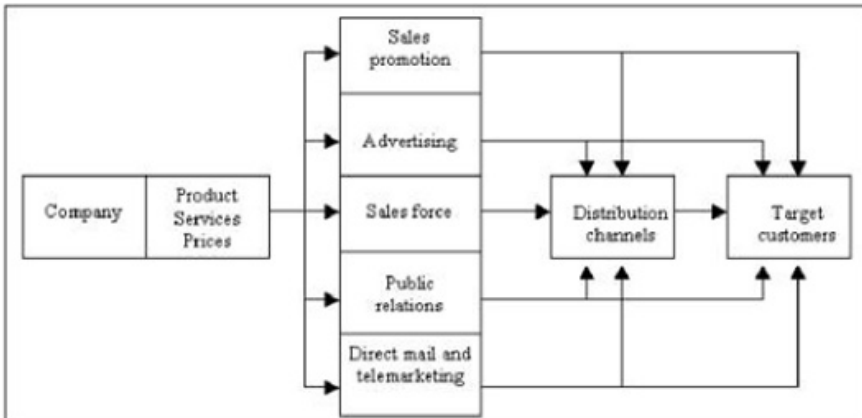 Sales
promotion
Advertising
Company
Product
Services
Prices
Sales force
Distribution
channels
Target
customers
Public
relations
Direct mail and
telemarketing